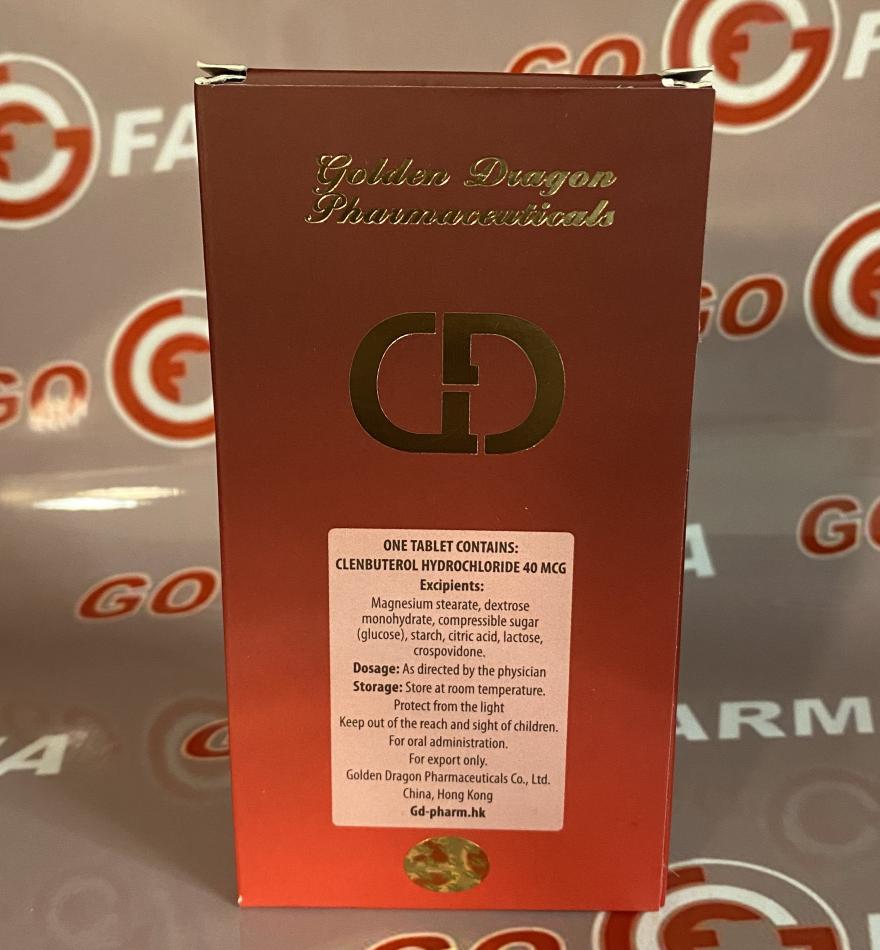 Golden Dragon
Pharmaceuticals
GD
ONE TABLET CONTAINS:
CLENBUTEROL HYDROCHLORIDE 40 MCG
Excipients:
Magnesium stearate, dextrose
monohydrate, compressible sugar
(glucose), starch, citric acid, lactose,
crospovidone.
Dosage: As directed by the physician
Storage: Store at room temperature.
Protect from the light
Keep out of the reach and sight of children.
For oral administration.
For export only.
Golden Dragon Pharmaceuticals Co., Ltd.
China, Hong Kong
Gd-pharm.hk
GO
FA
GO
GO
GO
GO
ARM
GO